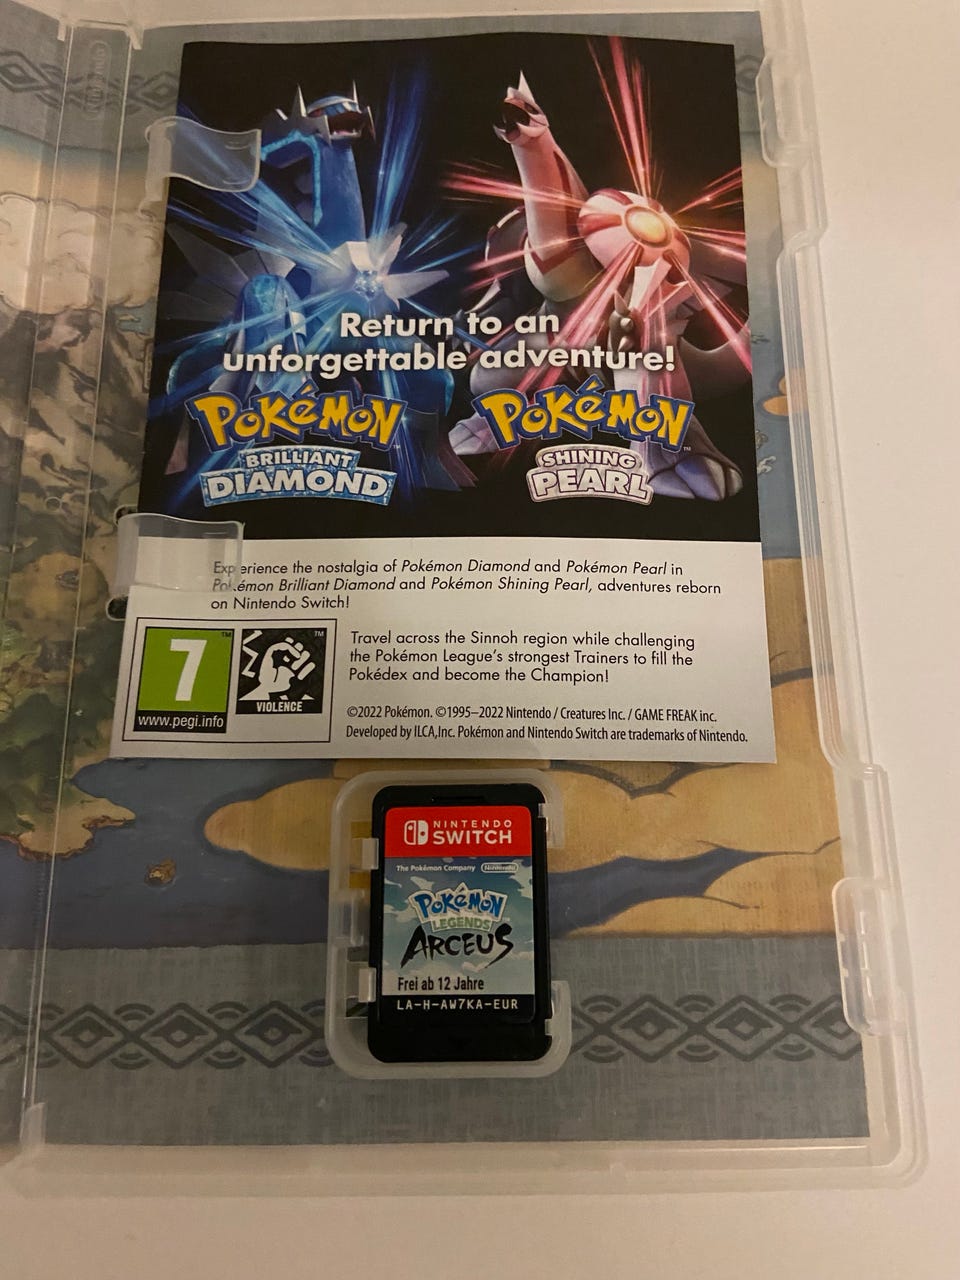 Return to an
unforgettable adventure!
POKéMON™ POKéMON™
BRILLIANT SHINING
DIAMOND PEARL
Experience the nostalgia of Pokémon Diamond and Pokémon Pearl in
Pokémon Brilliant Diamond and Pokémon Shining Pearl, adventures reborn
on Nintendo Switch!
7™
www.pegi.info
™
VIOLENCE
Travel across the Sinnoh region while challenging
the Pokémon League's strongest Trainers to fill the
Pokédex and become the Champion!
©2022 Pokémon. ©1995–2022 Nintendo / Creatures Inc. / GAME FREAK inc.
Developed by ILCA,Inc. Pokémon and Nintendo Switch are trademarks of Nintendo.
NINTENDO
SWITCH
The Pokémon Company Nintendo
POKéMON
LEGENDS
ARCEUS
Frei ab 12 Jahre
LA-H-AW7KA-EUR